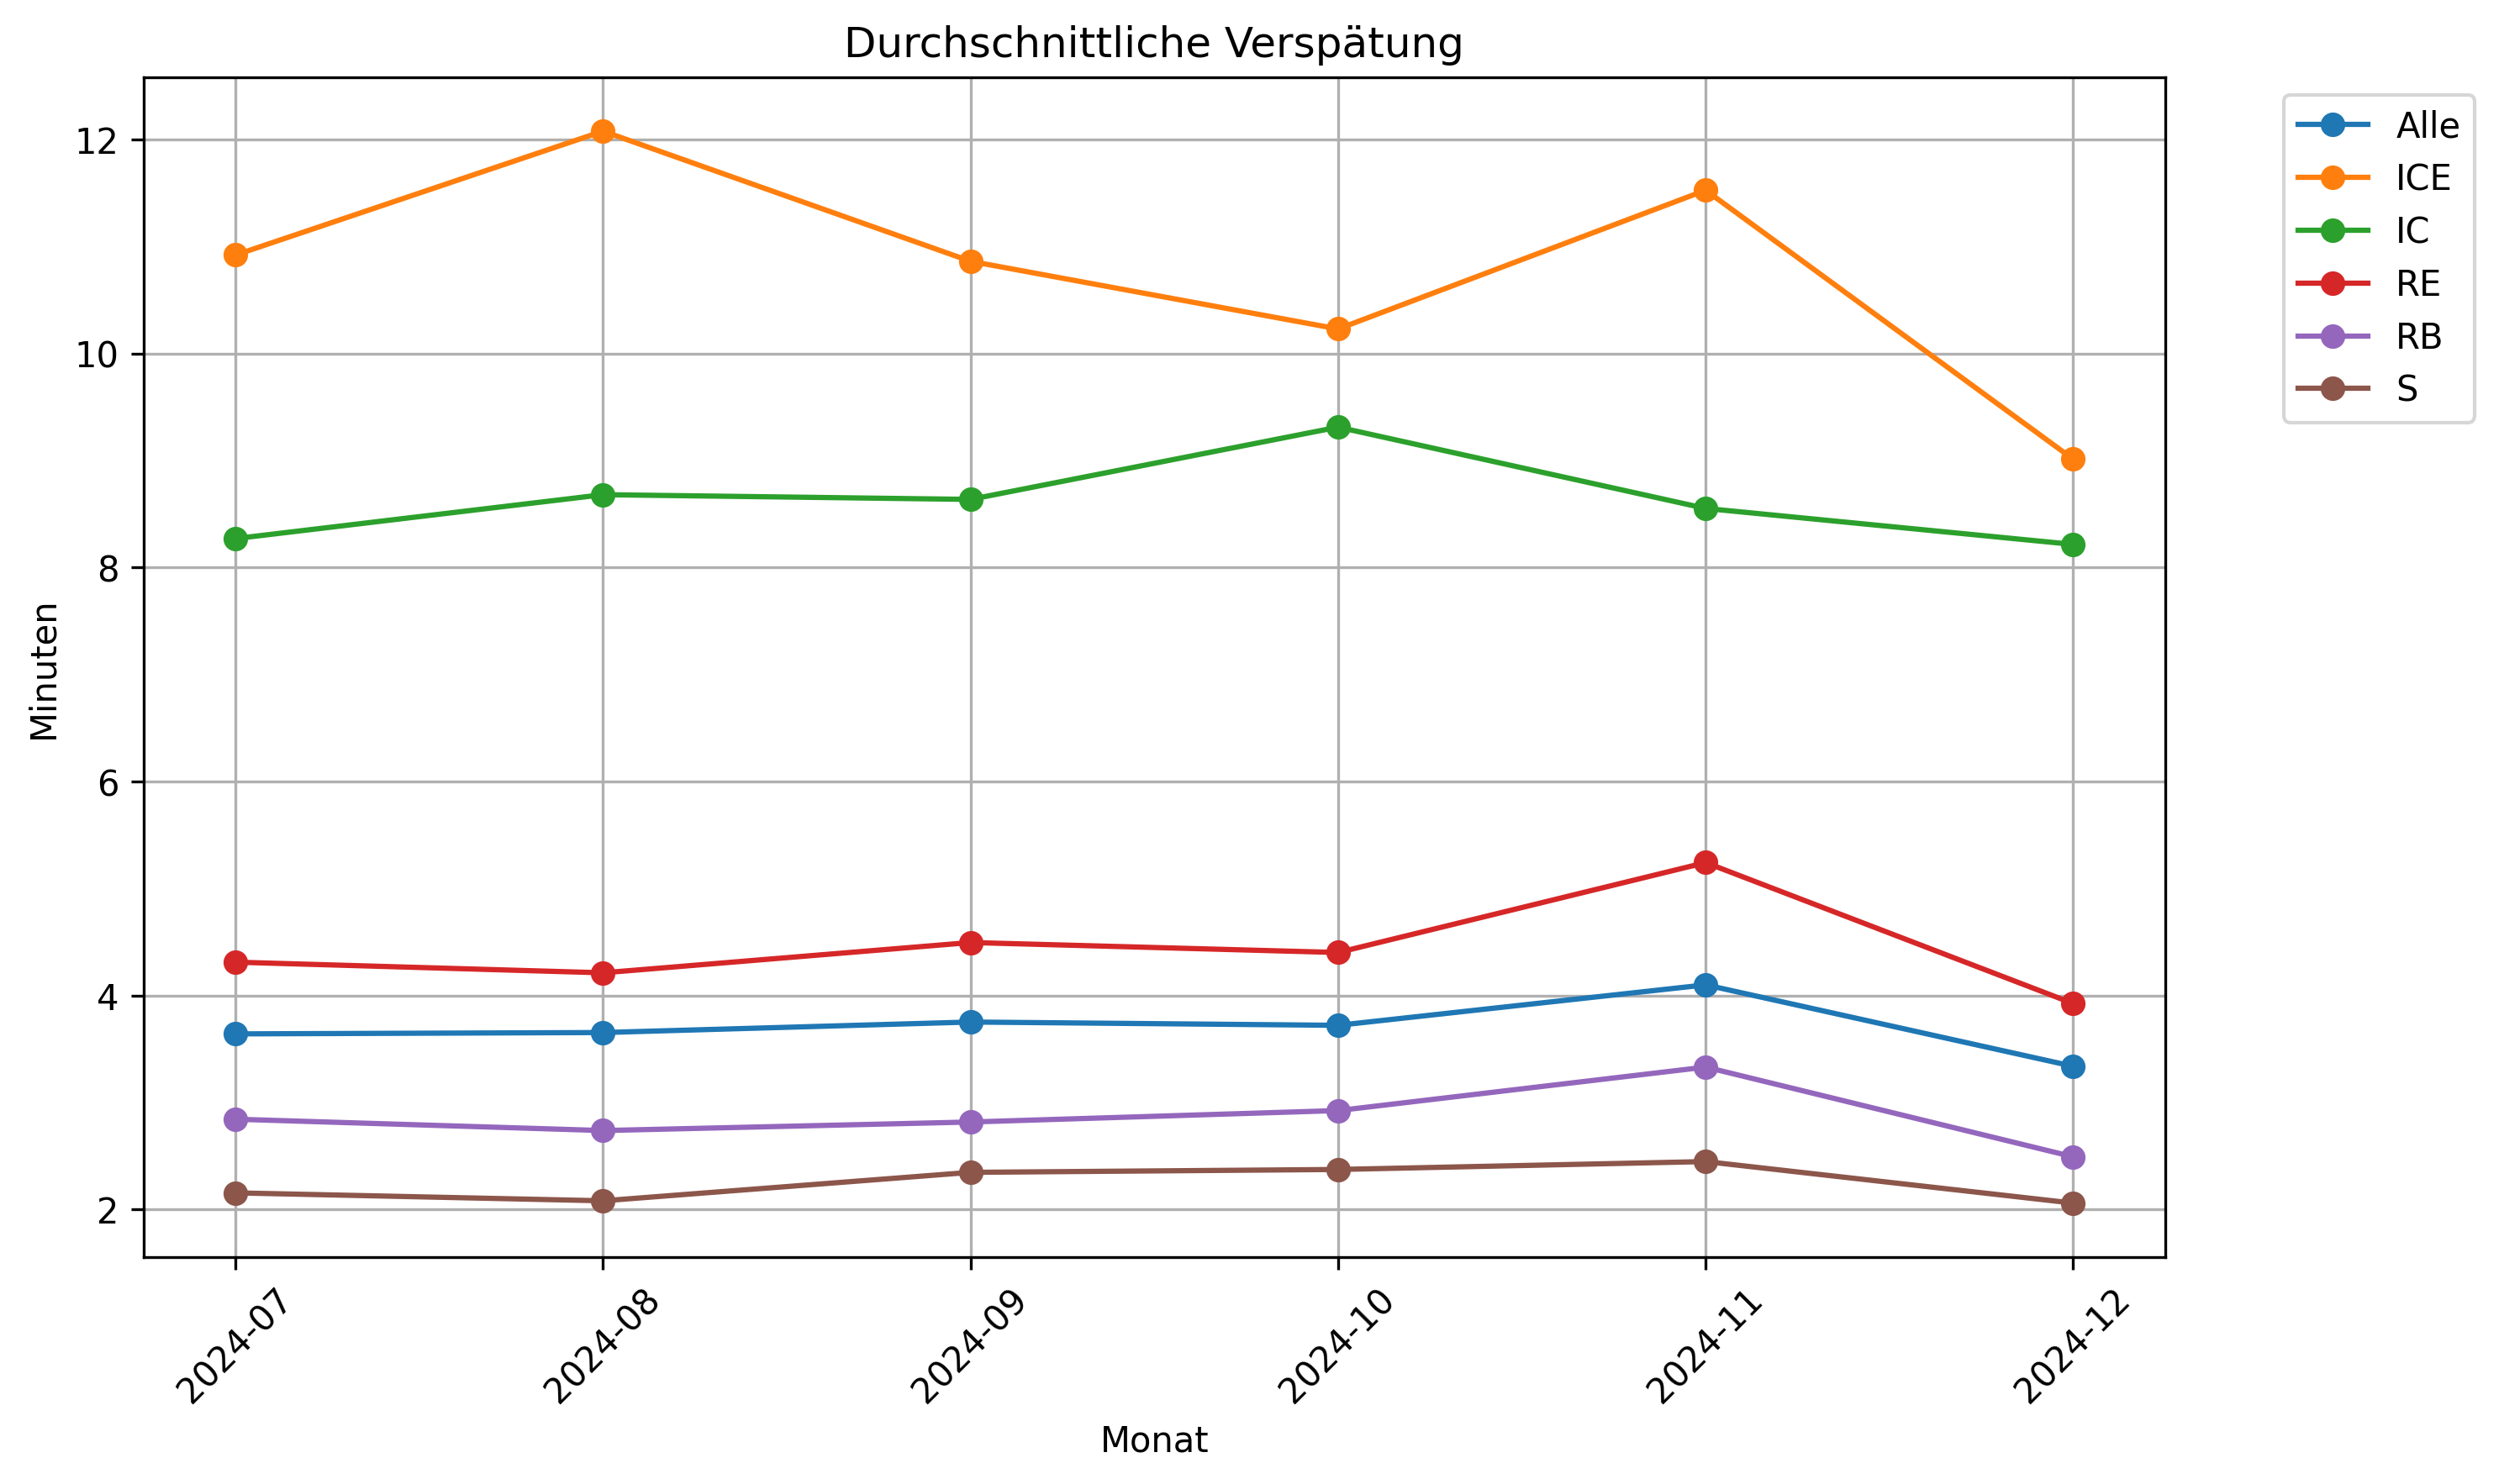 Durchschnittliche Verspätung
12
10
8
6
4
2
Minuten
2024-07
2024-08
2024-09
2024-10
2024-11
2024-12
Monat
Alle
ICE
IC
RE
RB
S